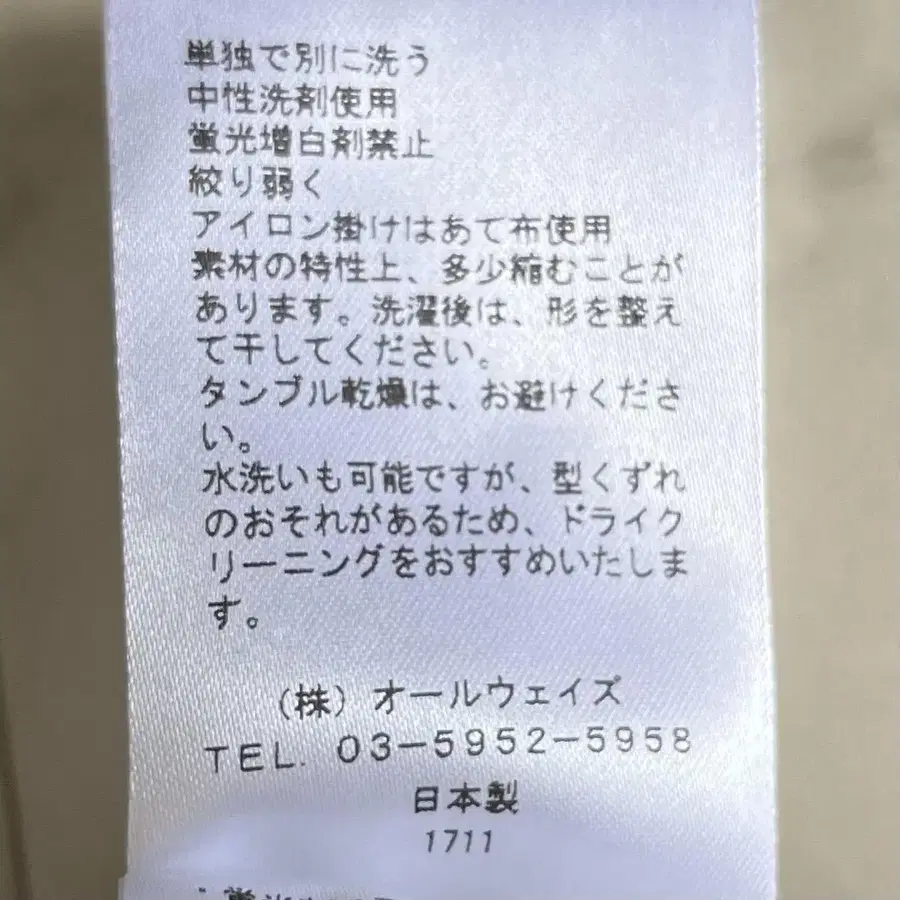 単独で別に洗う
中性洗剤使用
蛍光増白剤禁止
絞り弱く
アイロン掛けはあて布使用
素材の特性上、多少縮むことが
あります。洗濯後は、形を整え
て干してください。
タンブル乾燥は、お避けくださ
い。
水洗いも可能ですが、型くずれ
のおそれがあるため、ドライク
リーニングをおすすめいたしま
す。
(株) オールウェイズ
TEL. 03-5952-5958
日本製
1711